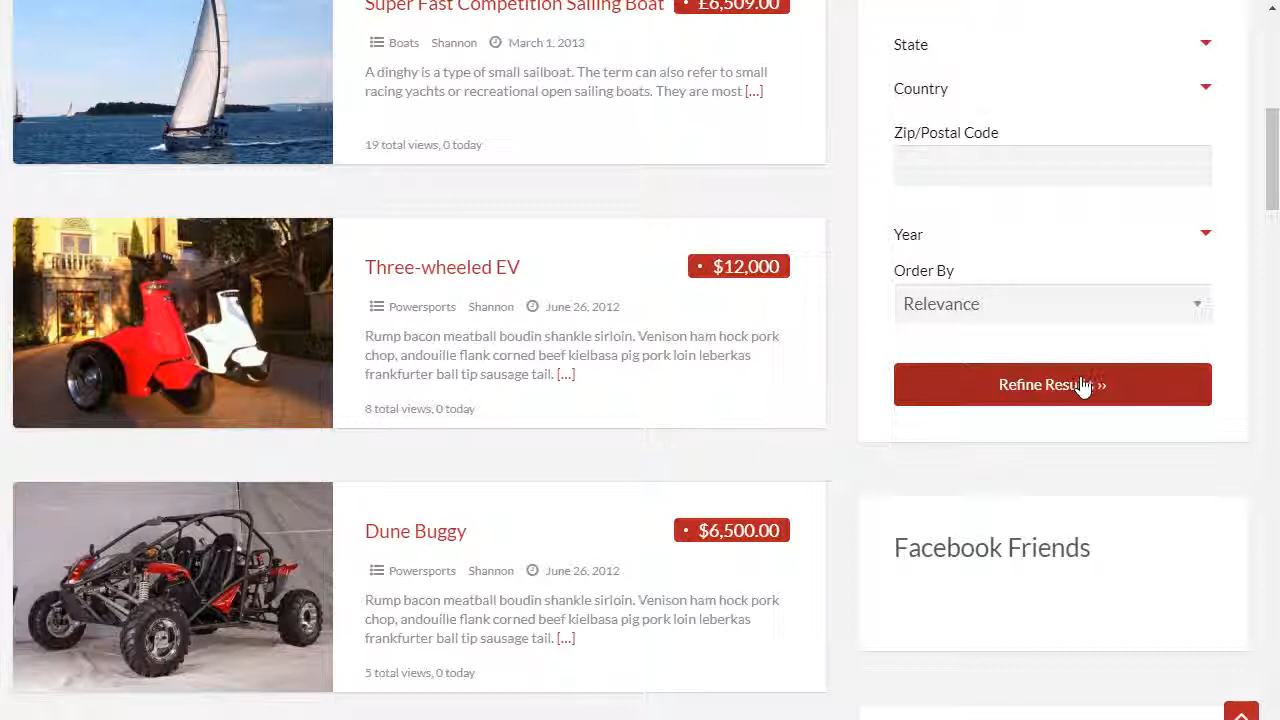 Super Fast Competition Sailing Boat
• £6,509.00
Boats Shannon March 1, 2013
A dinghy is a type of small sailboat. The term can also refer to small
racing yachts or recreational open sailing boats. They are most [...]
19 total views, 0 today
Three-wheeled EV
• $12,000
Powersports Shannon June 26, 2012
Rump bacon meatball boudin shankle sirloin. Venison ham hock pork
chop, andouille flank corned beef kielbasa pig pork loin leberkas
frankfurter ball tip sausage tail. [...]
8 total views, 0 today
Dune Buggy
• $6,500.00
Powersports Shannon June 26, 2012
Rump bacon meatball boudin shankle sirloin. Venison ham hock pork
chop, andouille flank corned beef kielbasa pig pork loin leberkas
frankfurter ball tip sausage tail. [...]
5 total views, 0 today
State
Country
Zip/Postal Code
Year
Order By
Relevance
Refine Results ››
Facebook Friends